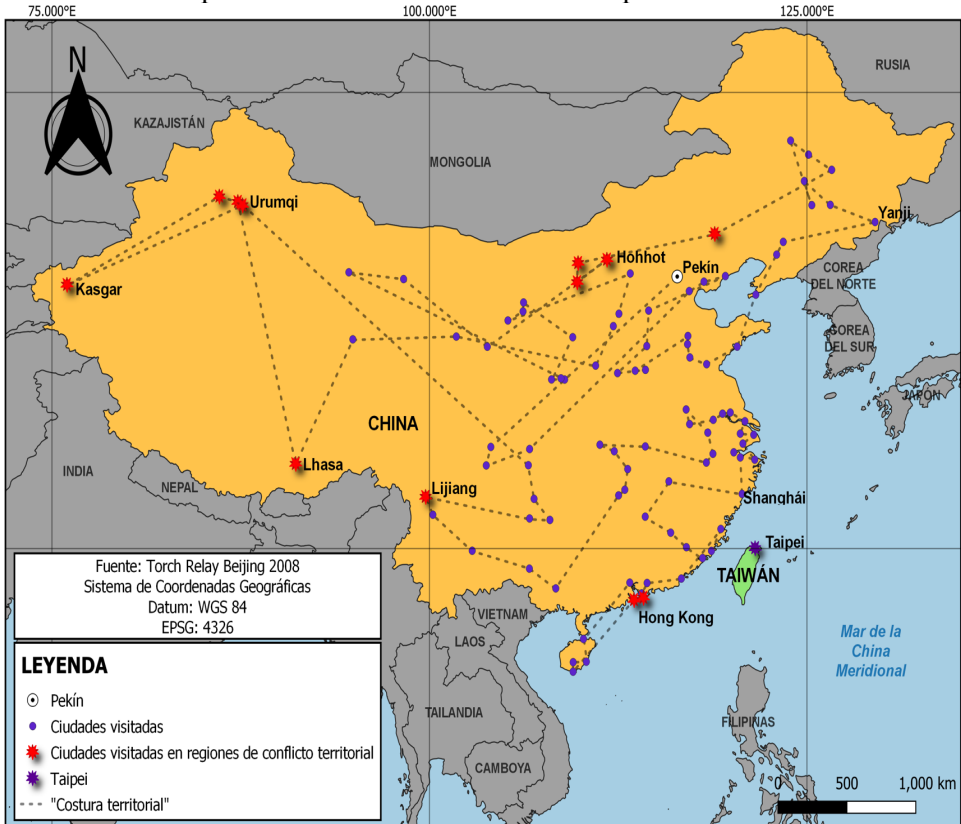 75.000°E
100.000°E
125.000°E
N
RUSIA
KAZAJISTÁN
MONGOLIA
Urumqi
Yanji
Hohhot
Pekín
COREA
DEL NORTE
Kasgar
COREA
DEL SUR
JAPÓN
CHINA
INDIA
Lhasa
NEPAL
Lijiang
Shanghái
Taipei
TAIWÁN
Hong Kong
VIETNAM
LAOS
Mar de la
China
Meridional
TAILANDIA
FILIPINAS
CAMBOYA
Fuente: Torch Relay Beijing 2008
Sistema de Coordenadas Geográficas
Datum: WGS 84
EPSG: 4326
LEYENDA
Pekín
Ciudades visitadas
Ciudades visitadas en regiones de conflicto territorial
Taipei
"Costura territorial"
0 500 1,000 km